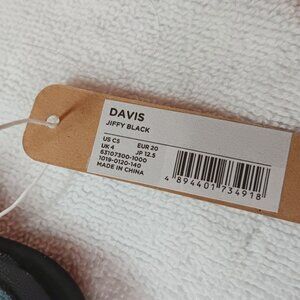 DAVIS
JIFFY BLACK
US C5 EUR 20
UK 4 JP 12.5
63107300-1000
1019-0120-140
MADE IN CHINA
4 894401 734918